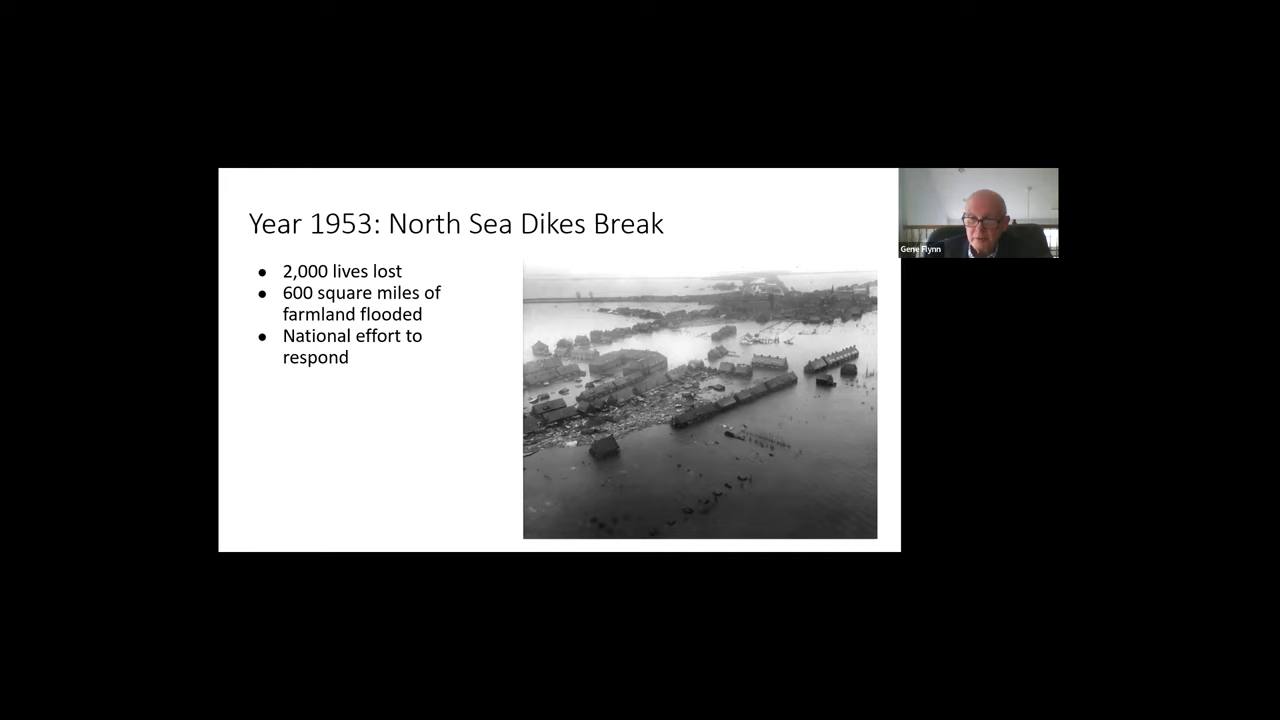 Year 1953: North Sea Dikes Break
● 2,000 lives lost
● 600 square miles of
farmland flooded
● National effort to
respond
Gene Flynn